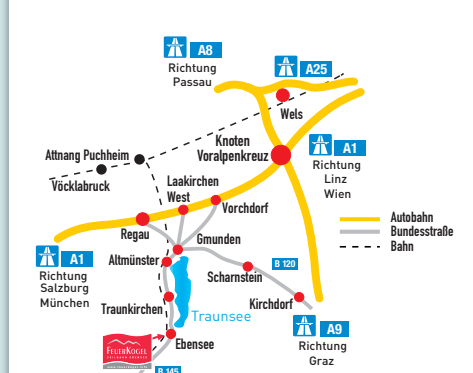 A8
Richtung
Passau
A25
Wels
Knoten
Voralpenkreuz
A1
Richtung
Linz
Wien
Attnang Puchheim
Vöcklabruck
Laakirchen
West
Vorchdorf
Autobahn
Bundesstraße
Bahn
Regau
Gmunden
A1
Richtung
Salzburg
München
Altmünster
B 120
Scharnstein
Traunkirchen
Kirchdorf
Traunsee
A9
Richtung
Graz
FEUERKOGEL
Ebensee
B 145